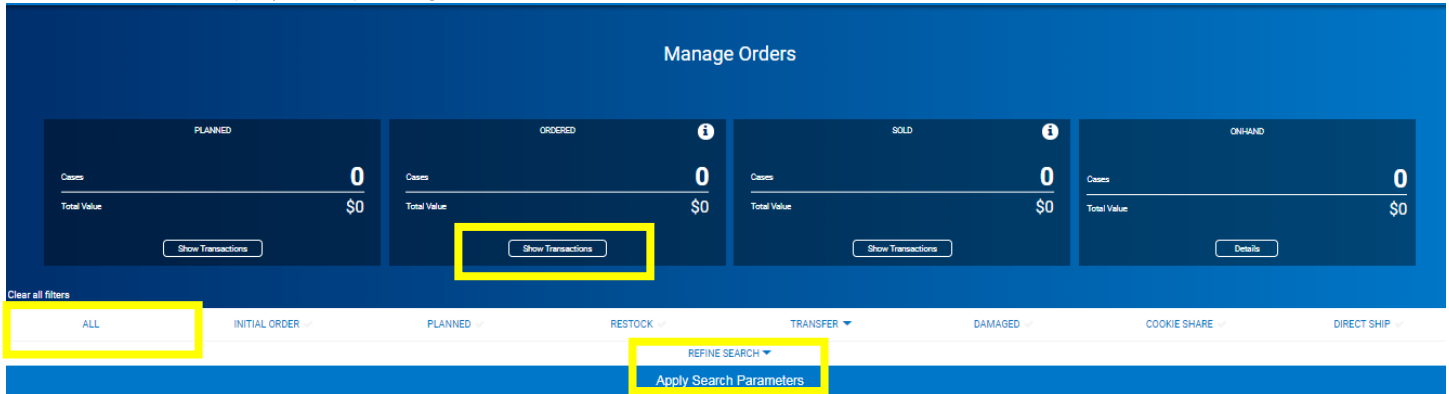 Manage Orders
PLANNED ORDERED i SOLD i ONHAND
Cases 0 Cases 0 Cases 0 Cases 0
Total Value $0 Total Value $0 Total Value $0 Total Value $0
Show Transactions Show Transactions Show Transactions Details
Clear all filters
ALL INITIAL ORDER PLANNED RESTOCK TRANSFER DAMAGED COOKIE SHARE DIRECT SHIP
REFINE SEARCH
Apply Search Parameters